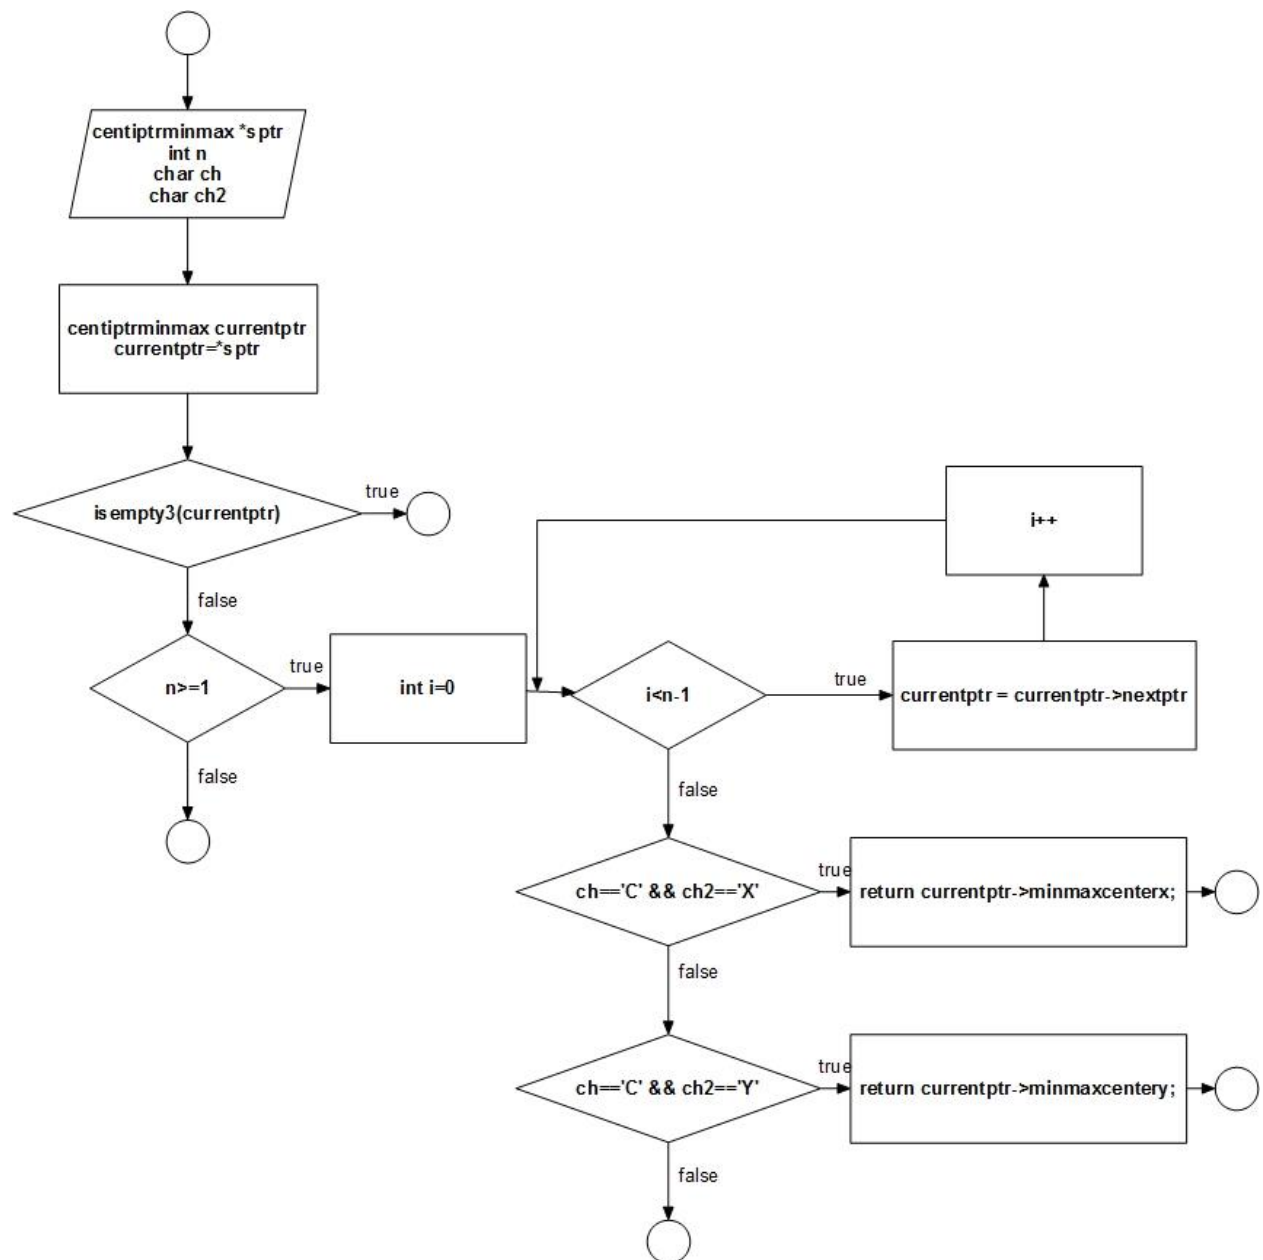 centiptrminmax *sptr
int n
char ch
char ch2
centiptrminmax currentptr
currentptr=*sptr
isempty3(currentptr)
true
false
n>=1
true
false
int i=0
i<n-1
true
false
currentptr = currentptr->nextptr
i++
ch=='C' && ch2=='X'
true
false
return currentptr->minmaxcenterx;
ch=='C' && ch2=='Y'
true
false
return currentptr->minmaxcentery;